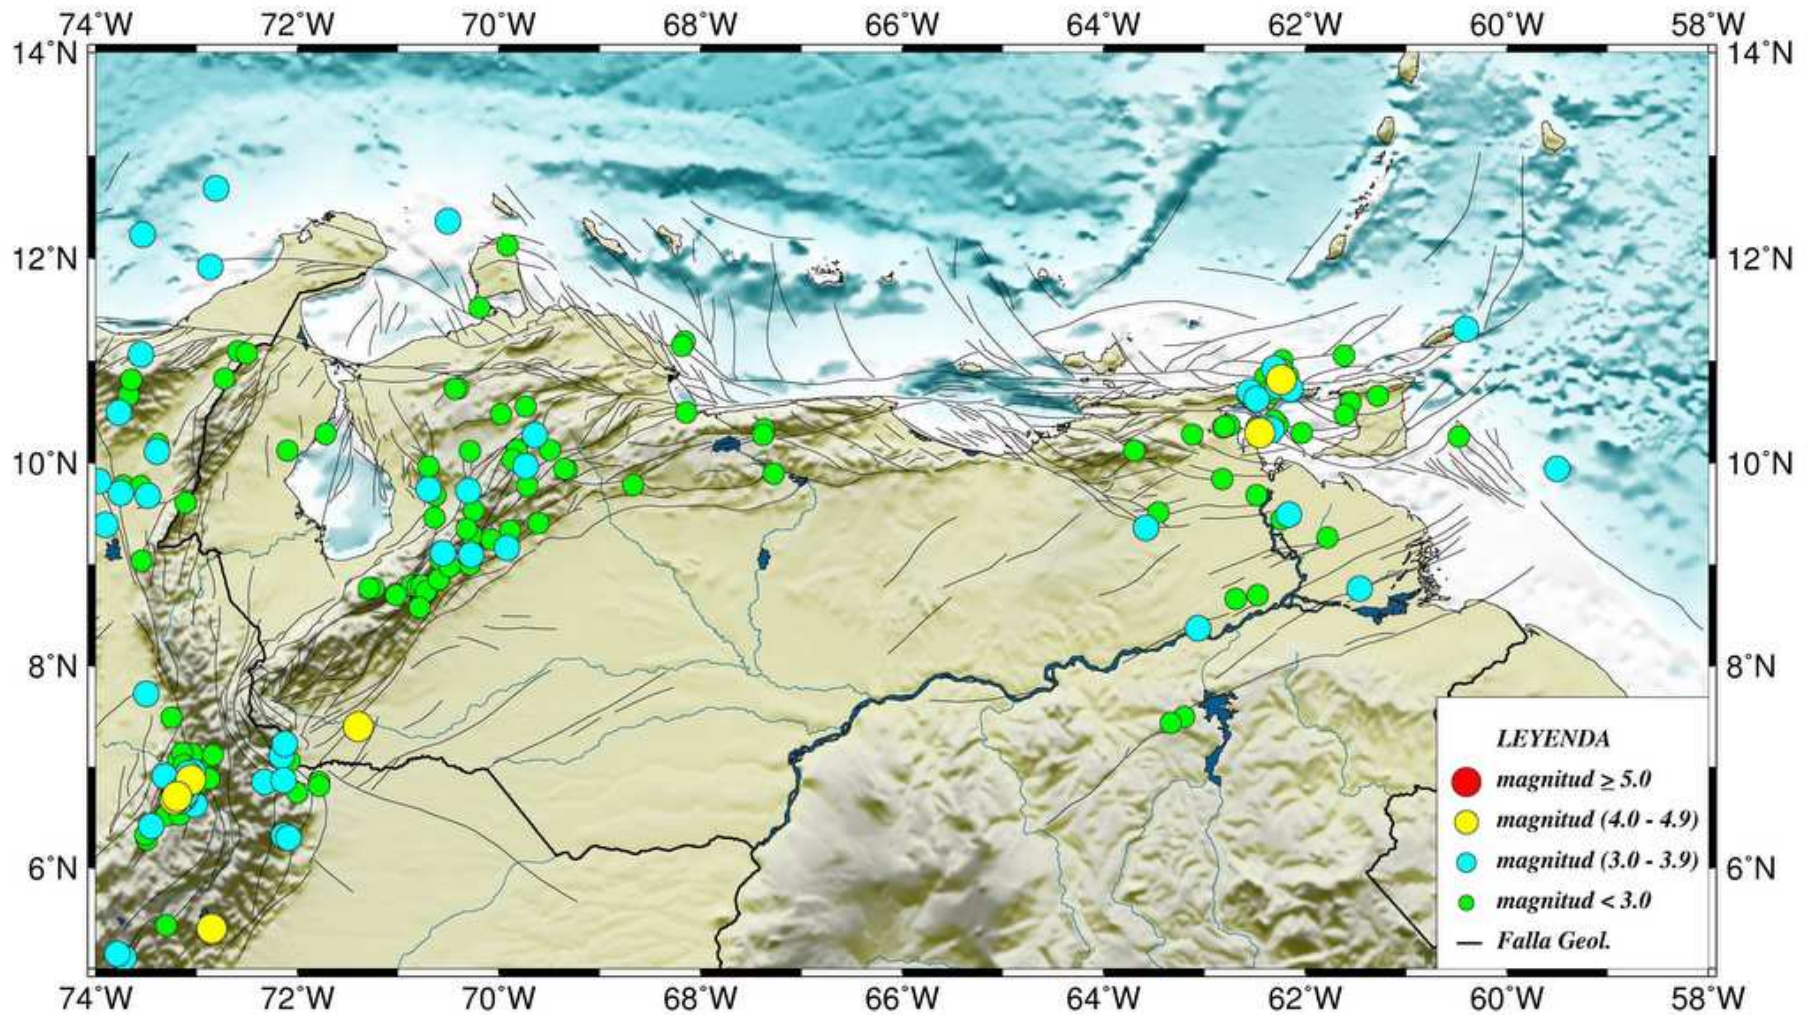 74°W 72°W 70°W 68°W 66°W 64°W 62°W 60°W 58°W
14°N 14°N
12°N 12°N
10°N 10°N
8°N 8°N
6°N 6°N
LEYENDA
magnitud ≥ 5.0
magnitud (4.0 - 4.9)
magnitud (3.0 - 3.9)
magnitud < 3.0
Falla Geol.
74°W 72°W 70°W 68°W 66°W 64°W 62°W 60°W 58°W